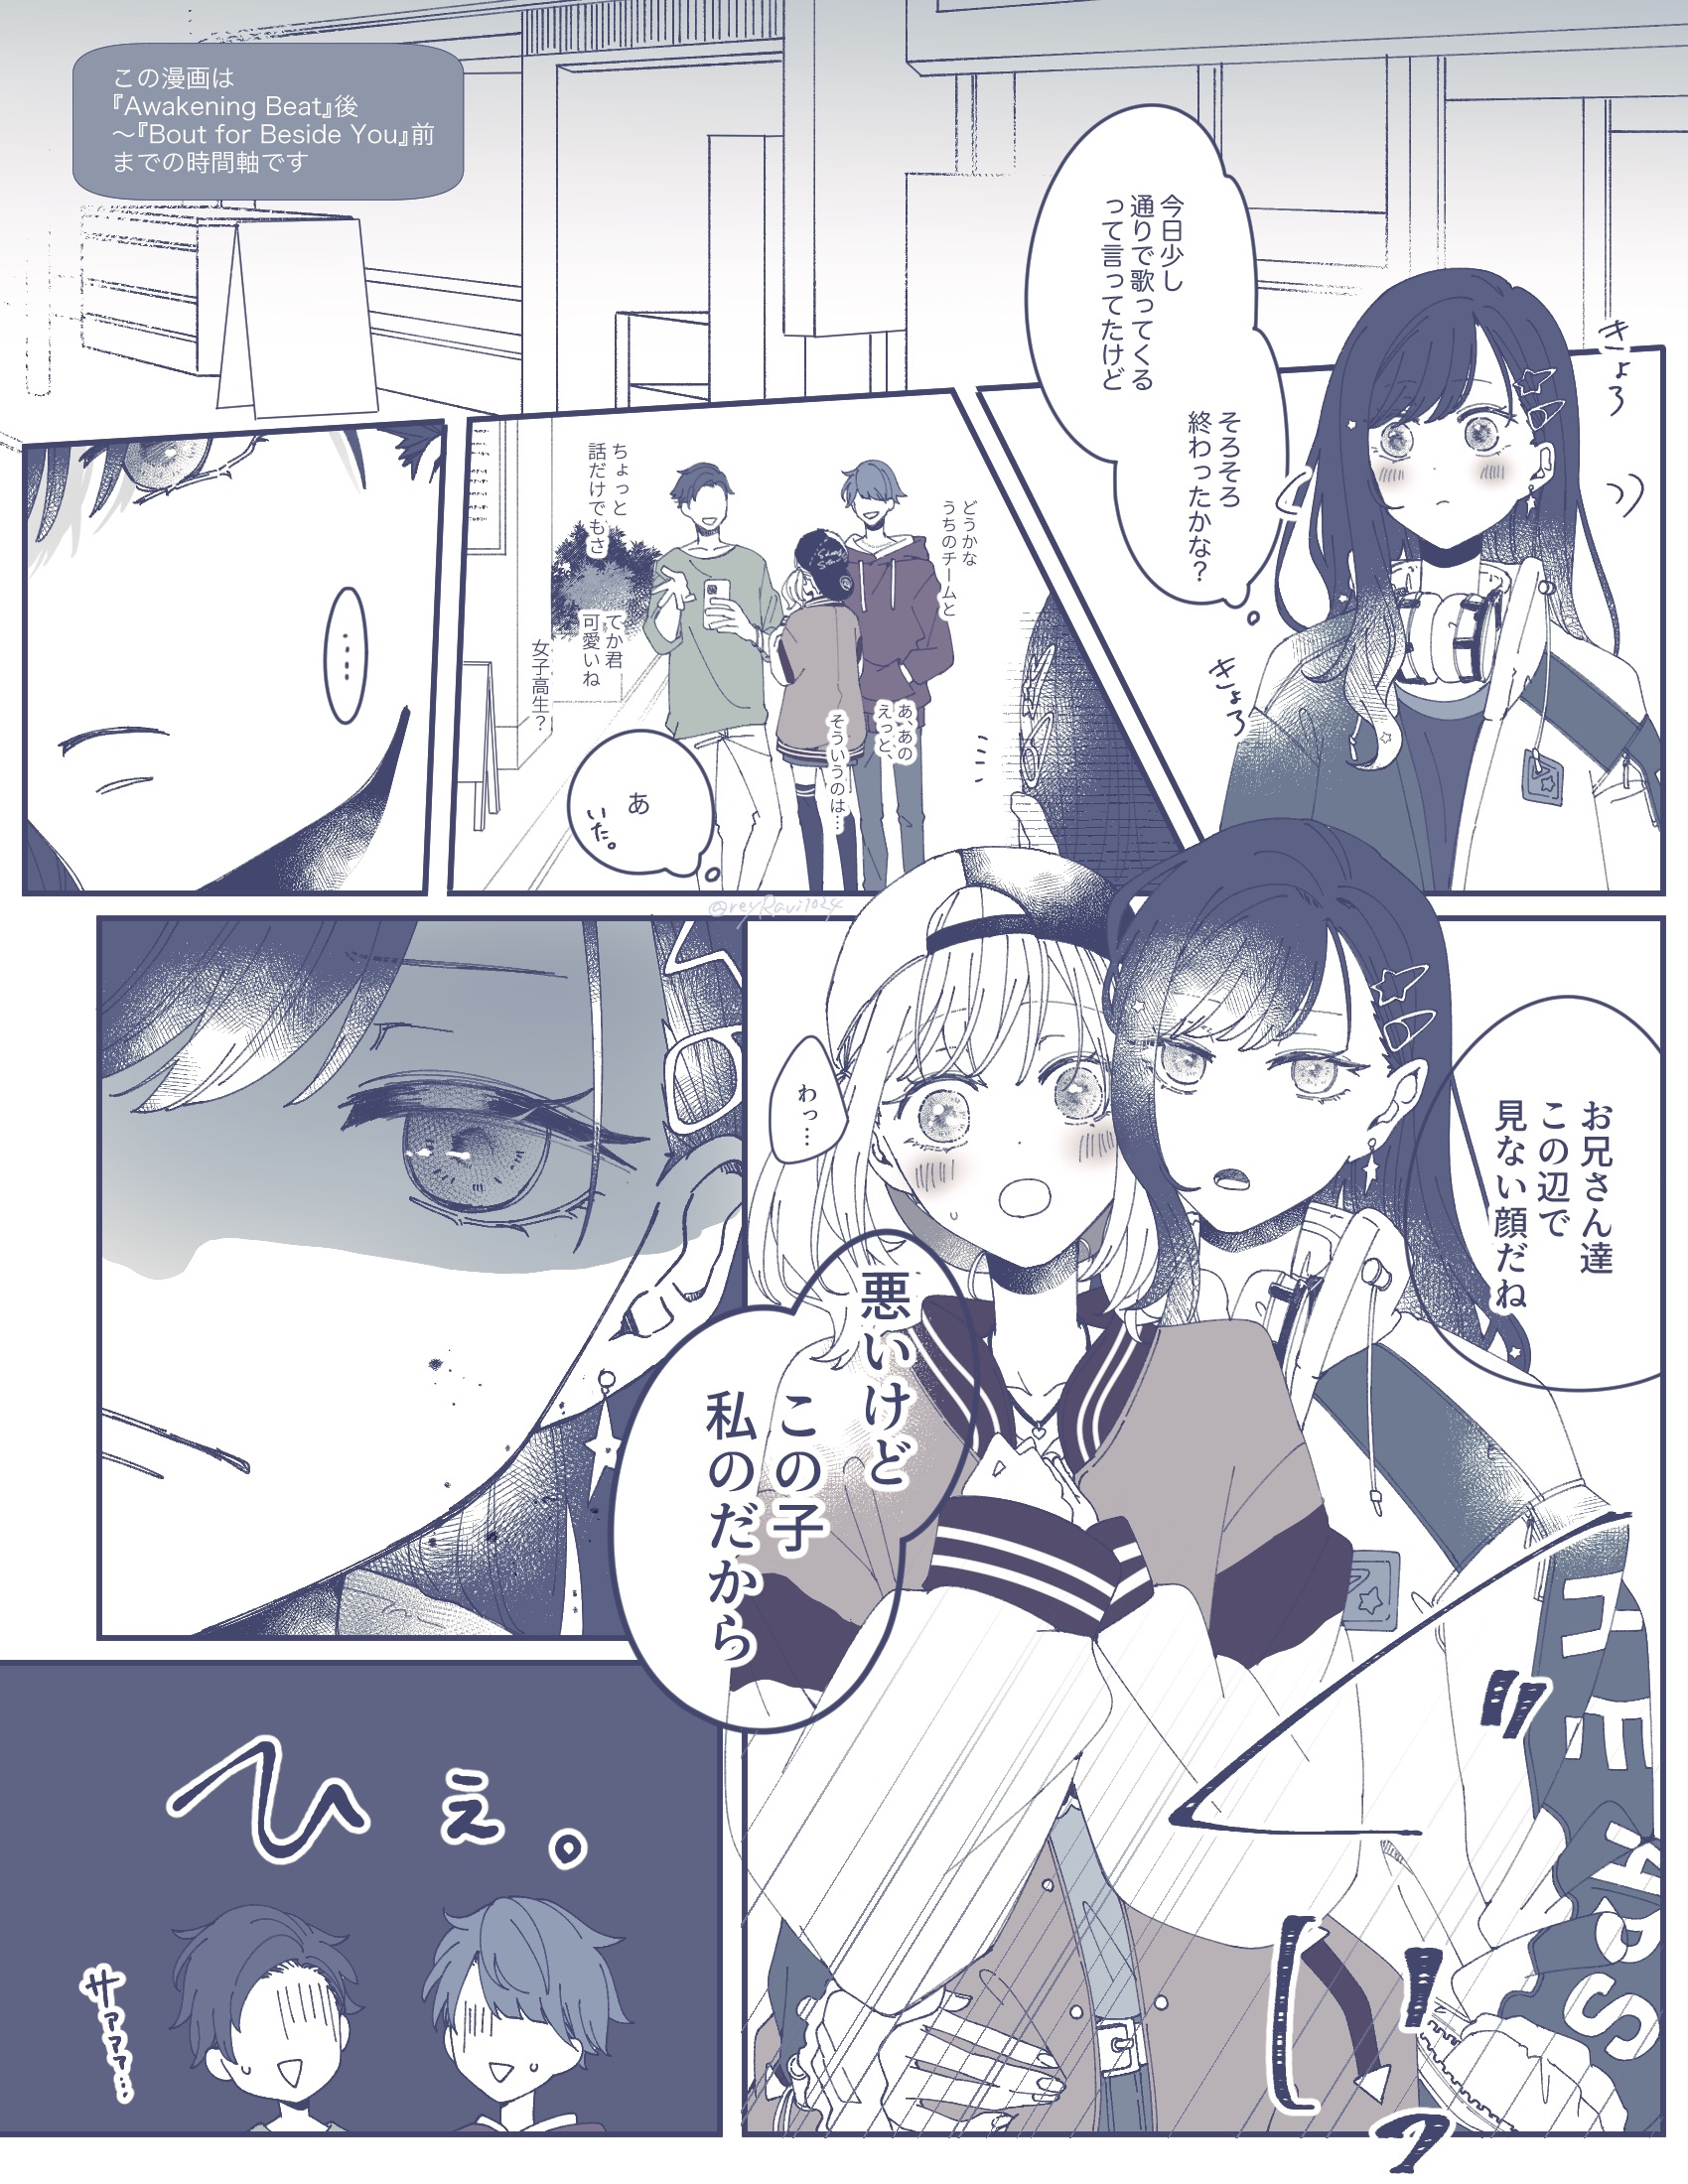 この漫画は
『Awakening Beat』後
～『Bout for Beside You』前
までの時間軸です
きょろ
今日少し
通りで歌ってくる
って言ってたけど
そろそろ
終わったかな?
きょろ
どうかな
うちのチームと
ちょっと
話だけでもさ
てか君
可愛いね
女子高生?
あ、あの
えっと、
そういうのは…
あ
いた。
…
@reyRavi1024
お兄さん達
この辺で
見ない顔だね
わっ…
悪いけど
この子
私のだから
ぐいっ
ひぇ。
サァァァ…